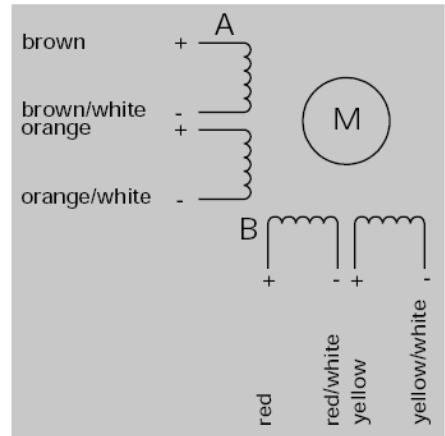 A
brown +
brown/white -
orange +
orange/white -
M
B
+ - + -
red
red/white
yellow
yellow/white